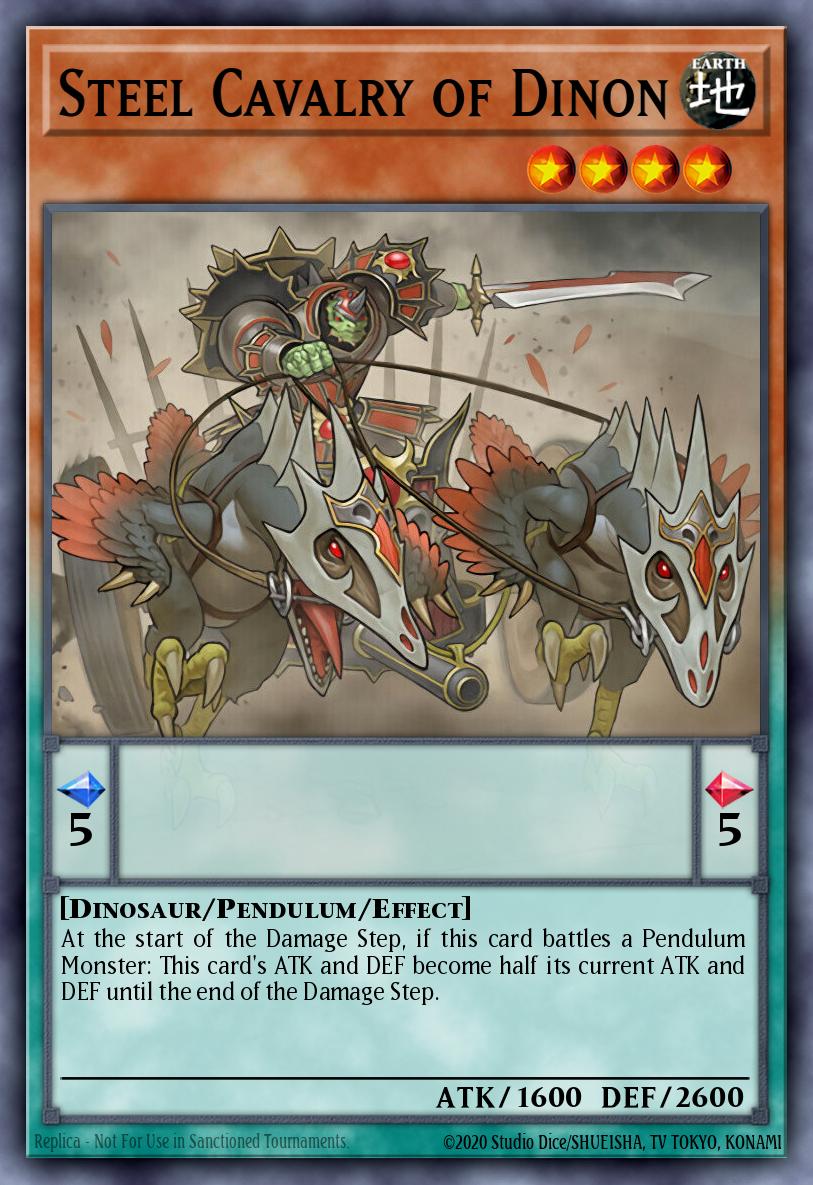 Steel Cavalry of Dinon
EARTH
地
5
5
[Dinosaur/Pendulum/Effect]
At the start of the Damage Step, if this card battles a Pendulum
Monster: This card's ATK and DEF become half its current ATK and
DEF until the end of the Damage Step.
ATK/1600 DEF/2600
Replica - Not For Use in Sanctioned Tournaments.
©2020 Studio Dice/SHUEISHA, TV TOKYO, KONAMI